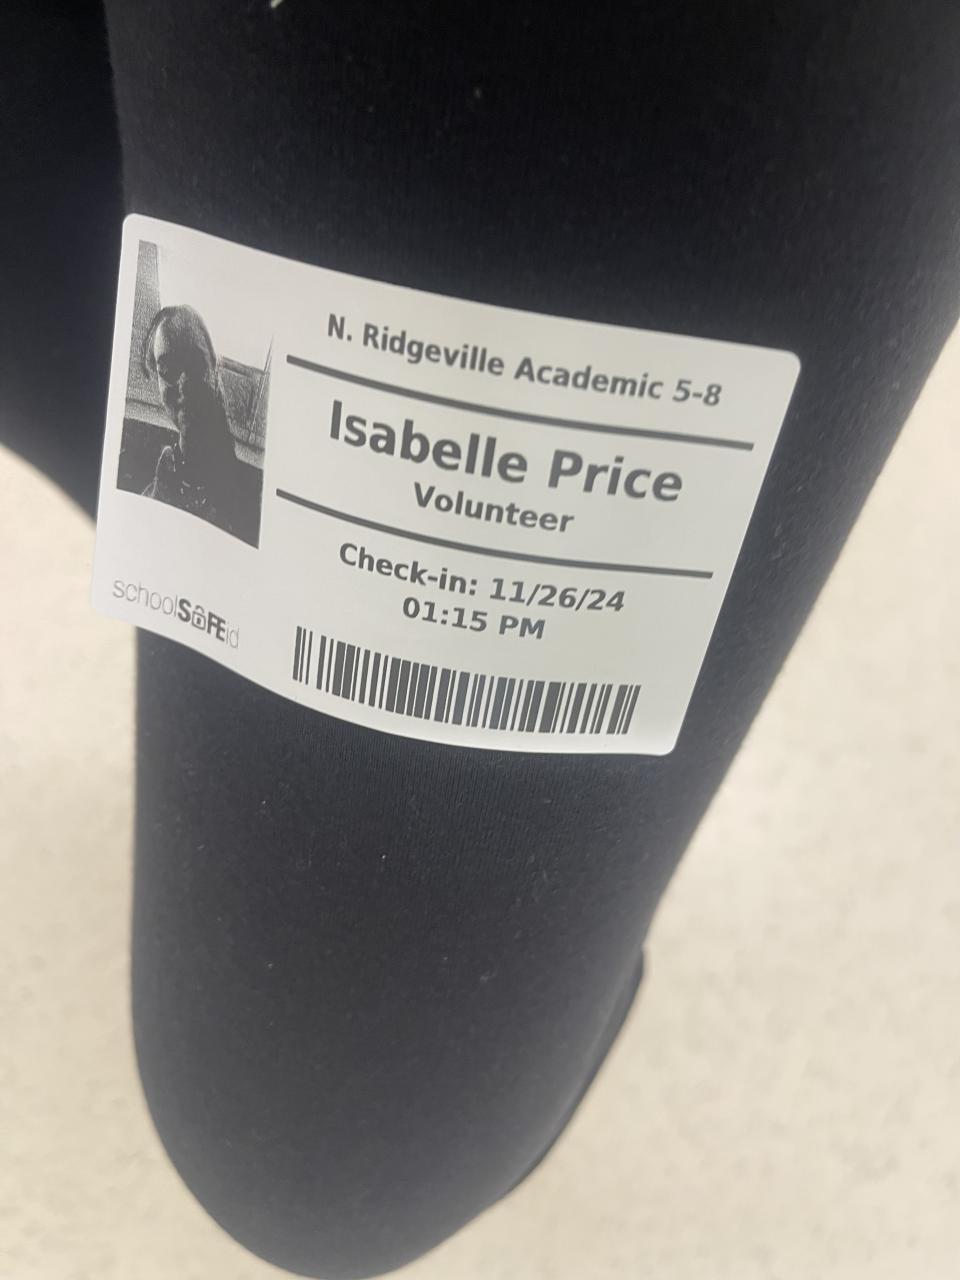 N. Ridgeville Academic 5-8
Isabelle Price
Volunteer
Check-in: 11/26/24
01:15 PM
schoolSAFEid